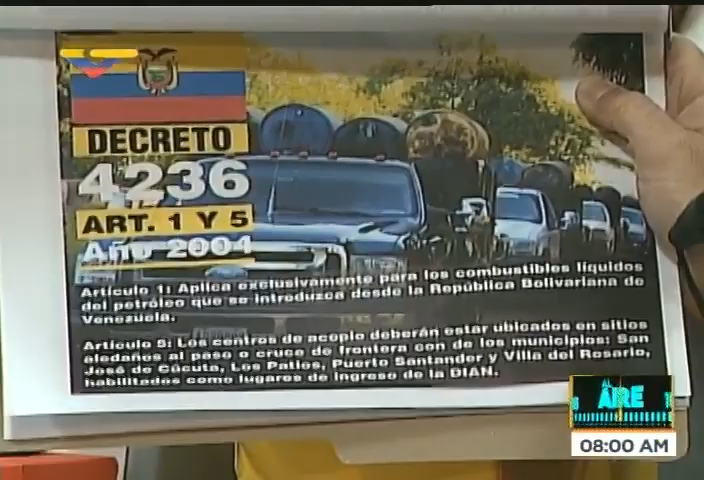 DECRETO
4236
ART. 1 Y 5
Año 2004
Artículo 1: Aplica exclusivamente para los combustibles líquidos
del petróleo que se introduzca desde la República Bolivariana de
Venezuela.
Artículo 5: Los centros de acopio deberán estar ubicados en sitios
aledaños al paso o cruce de frontera con de los municipios: San
José de Cúcuta, Los Patios, Puerto Santander y Villa del Rosario,
habilitados como lugares de ingreso de la DIAN.
AL
AIRE
08:00 AM